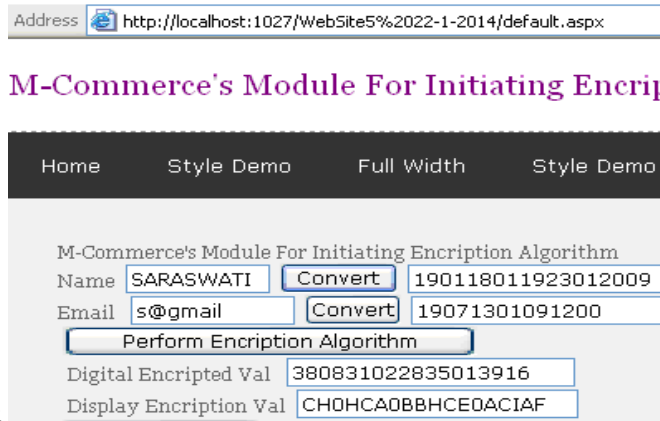 Address http://localhost:1027/WebSite5%2022-1-2014/default.aspx
M-Commerce's Module For Initiating Encrip
Home Style Demo Full Width Style Demo
M-Commerce's Module For Initiating Encription Algorithm
Name SARASWATI Convert 190118011923012009
Email s@gmail Convert 19071301091200
Perform Encription Algorithm
Digital Encripted Val 380831022835013916
Display Encription Val CH0HCA0BBHCE0ACIAF